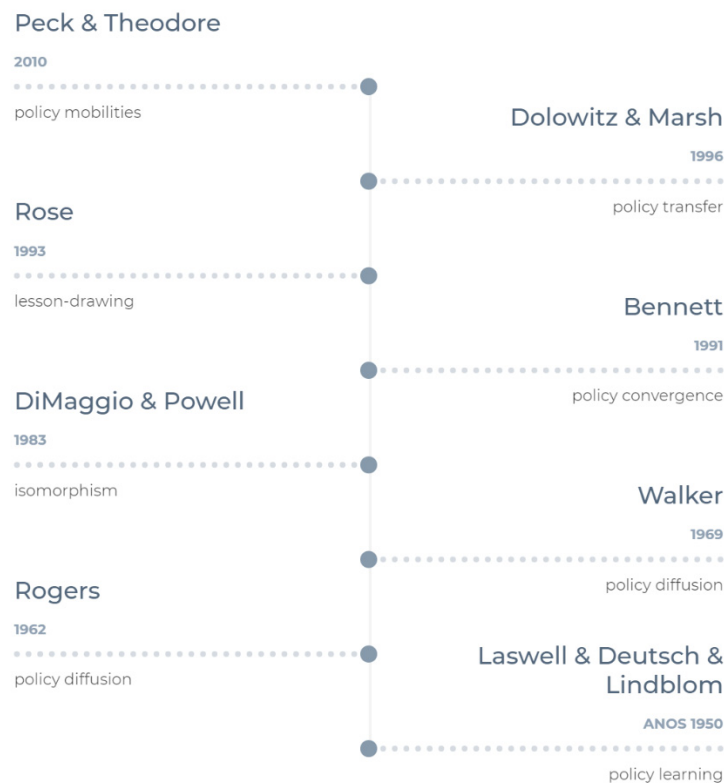 Peck & Theodore
2010
policy mobilities
Dolowitz & Marsh
1996
policy transfer
Rose
1993
lesson-drawing
Bennett
1991
policy convergence
DiMaggio & Powell
1983
isomorphism
Walker
1969
policy diffusion
Rogers
1962
policy diffusion
Laswell & Deutsch &
Lindblom
ANOS 1950
policy learning